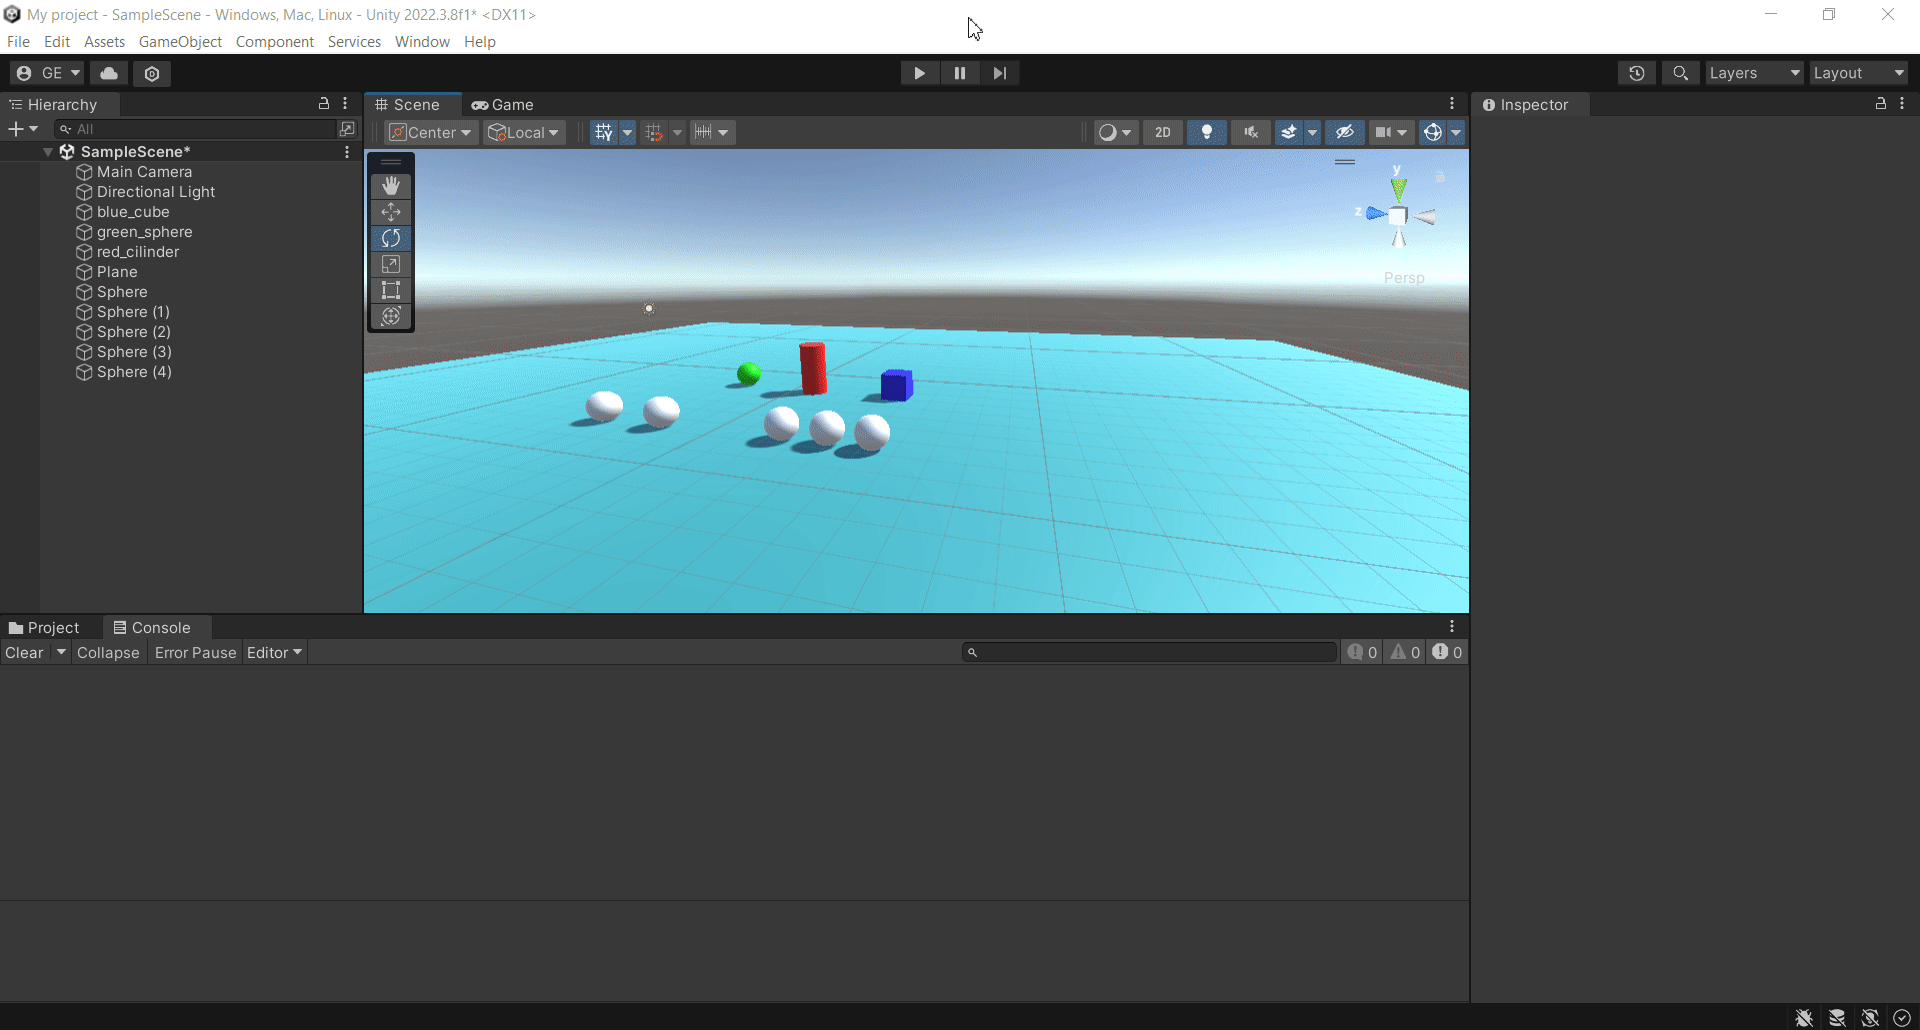 My project - SampleScene - Windows, Mac, Linux - Unity 2022.3.8f1* <DX11>
File Edit Assets GameObject Component Services Window Help
GE Layers Layout
Hierarchy
All
SampleScene*
Main Camera
Directional Light
blue_cube
green_sphere
red_cilinder
Plane
Sphere
Sphere (1)
Sphere (2)
Sphere (3)
Sphere (4)
Scene Game
Center Local 2D
y
z
Persp
Inspector
Project Console
Clear Collapse Error Pause Editor 0 0 0